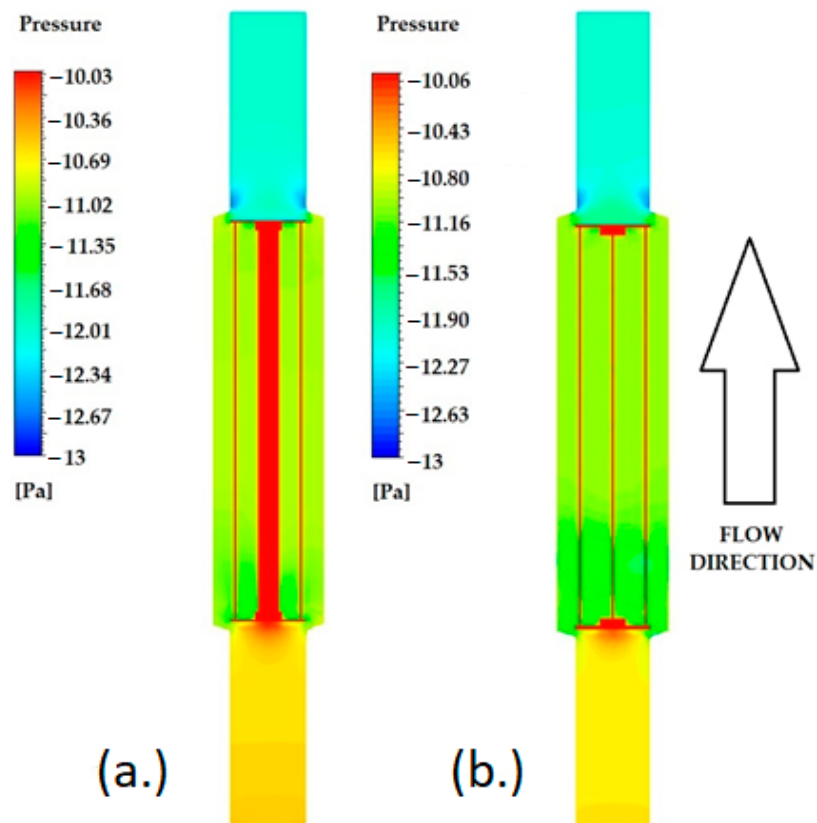 Pressure
−10.03
−10.36
−10.69
−11.02
−11.35
−11.68
−12.01
−12.34
−12.67
−13
[Pa]
(a.)
Pressure
−10.06
−10.43
−10.80
−11.16
−11.53
−11.90
−12.27
−12.63
−13
[Pa]
(b.)
FLOW
DIRECTION